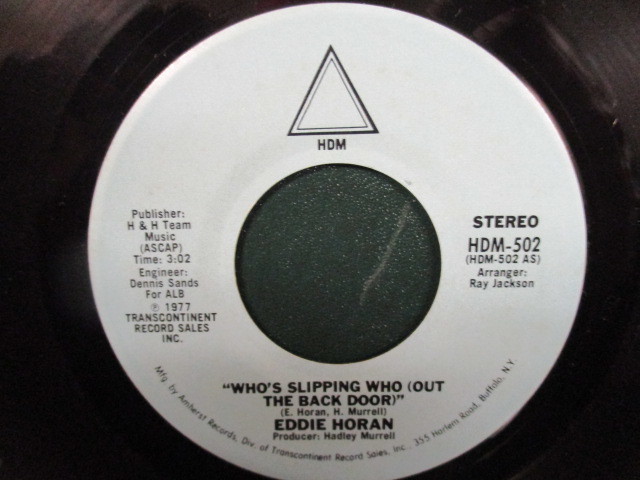 HDM
Publisher:
H & H Team
Music
(ASCAP)
Time: 3:02
Engineer:
Dennis Sands
For ALB
℗ 1977
TRANSCONTINENT
RECORD SALES
INC.
STEREO
HDM-502
(HDM-502 AS)
Arranger:
Ray Jackson
"WHO'S SLIPPING WHO (OUT
THE BACK DOOR)"
(E. Horan, H. Murrell)
EDDIE HORAN
Producer: Hadley Murrell
Mfg. by Amherst Records, Div. of Transcontinent Record Sales, Inc., 355 Harlem Road, Buffalo, N.Y.